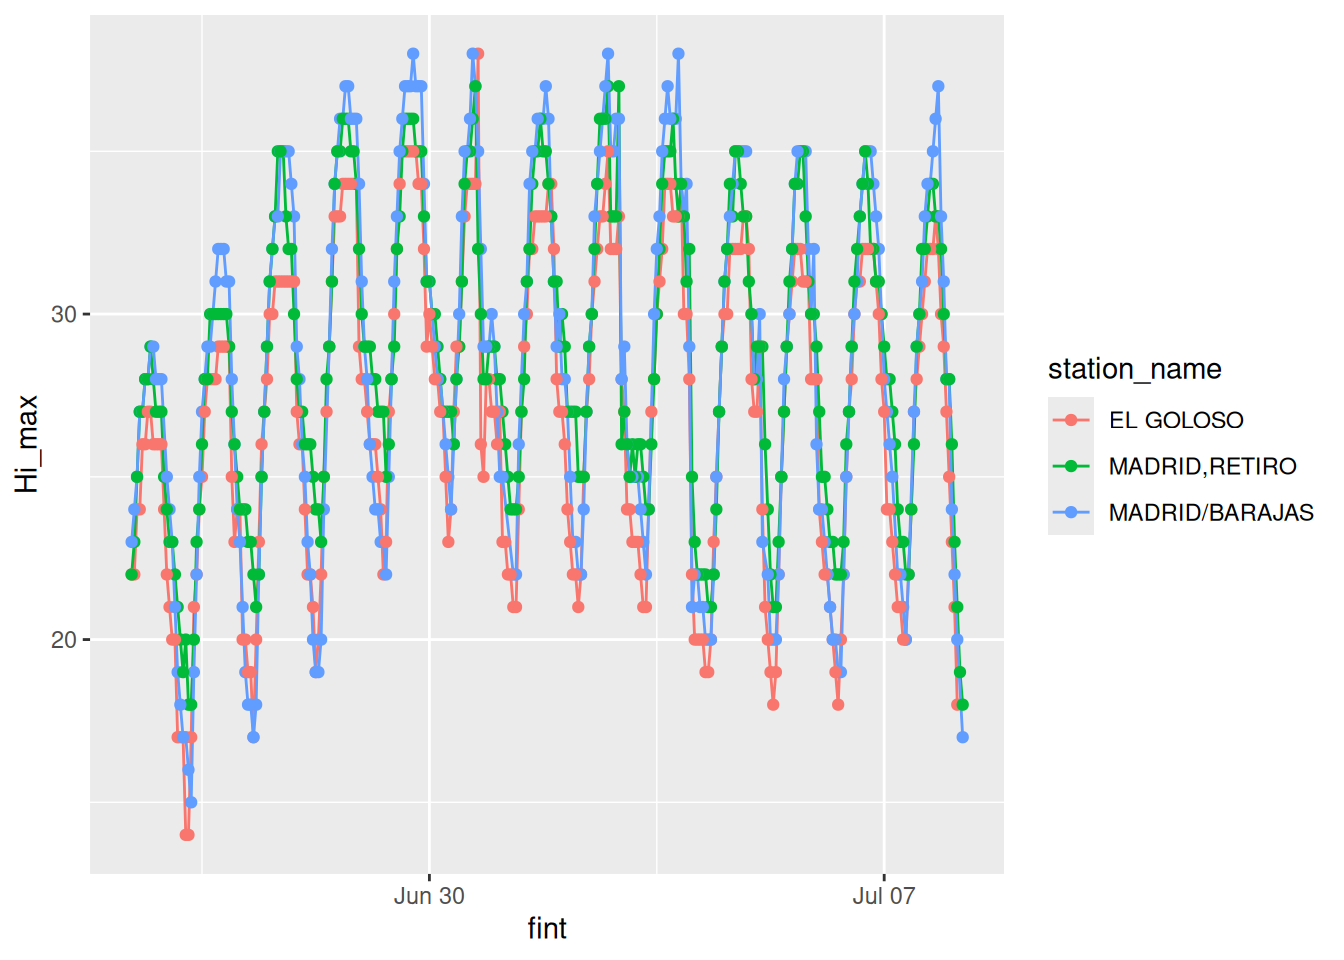 Hi_max
30
20
Jun 30
Jul 07
fint
station_name
EL GOLOSO
MADRID,RETIRO
MADRID/BARAJAS